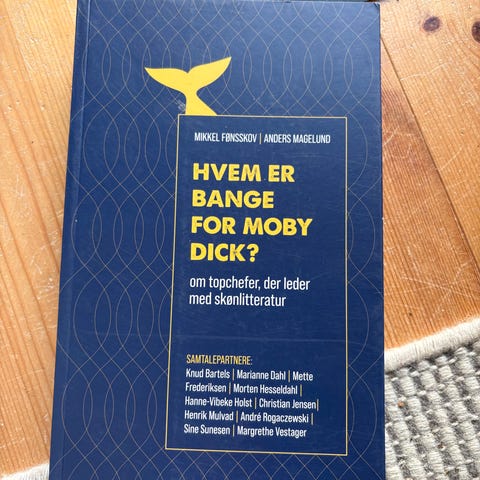 MIKKEL FØNSSKOV | ANDERS MAGELUND
HVEM ER
BANGE
FOR MOBY
DICK?
om topchefer, der leder
med skønlitteratur
SAMTALEPARTNERE:
Knud Bartels | Marianne Dahl | Mette
Frederiksen | Morten Hesseldahl |
Hanne-Vibeke Holst | Christian Jensen|
Henrik Mulvad | André Rogaczewski |
Sine Sunesen | Margrethe Vestager